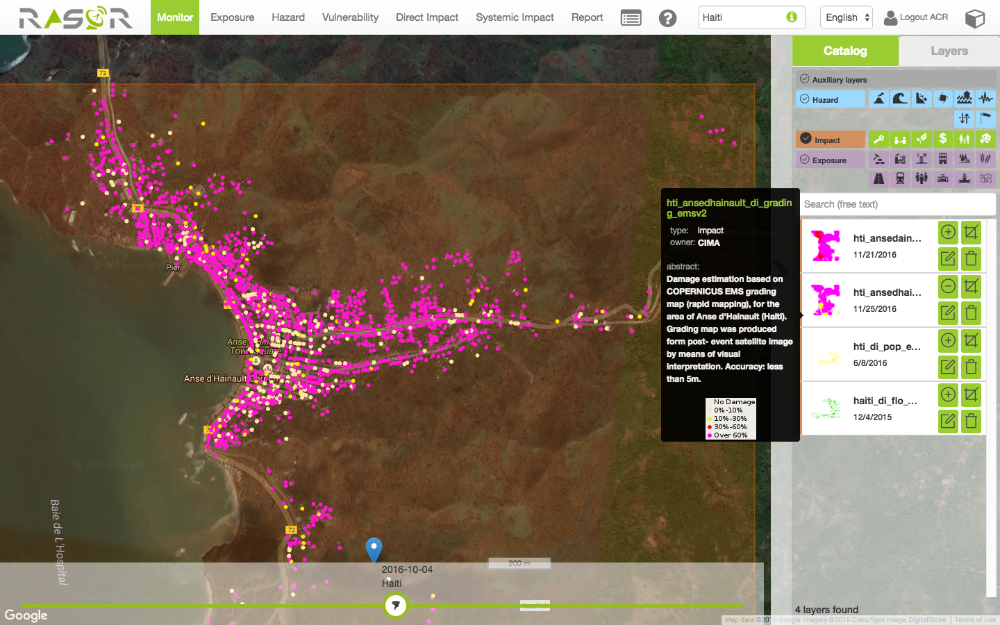 RASOR
Monitor
Exposure
Hazard
Vulnerability
Direct Impact
Systemic Impact
Report
Haiti
English
Logout ACR
Catalog
Layers
Auxiliary layers
Hazard
Impact
Exposure
Search (free text)
hti_ansedain...
11/21/2016
hti_ansedhai...
11/25/2016
hti_di_pop_e...
6/8/2016
haiti_di_flo_...
12/4/2015
4 layers found
hti_ansedhainault_di_gradin
g_emsv2
type: impact
owner: CIMA
abstract:
Damage estimation based on
COPERNICUS EMS grading
map (rapid mapping), for the
area of Anse d'Hainault (Haiti).
Grading map was produced
form post- event satellite image
by means of visual
interpretation. Accuracy: less
than 5m.
No Damage
0%-10%
10%-30%
30%-60%
Over 60%
72
72
Pier
Anse d'Hainault
Town Square
Anse d'Hainault
72
Baie de L'Hospital
200 m
2016-10-04
Haiti
Google
Map data ©2016 Google Imagery ©2016 Cnes/Spot Image, DigitalGlobe
Terms of Use